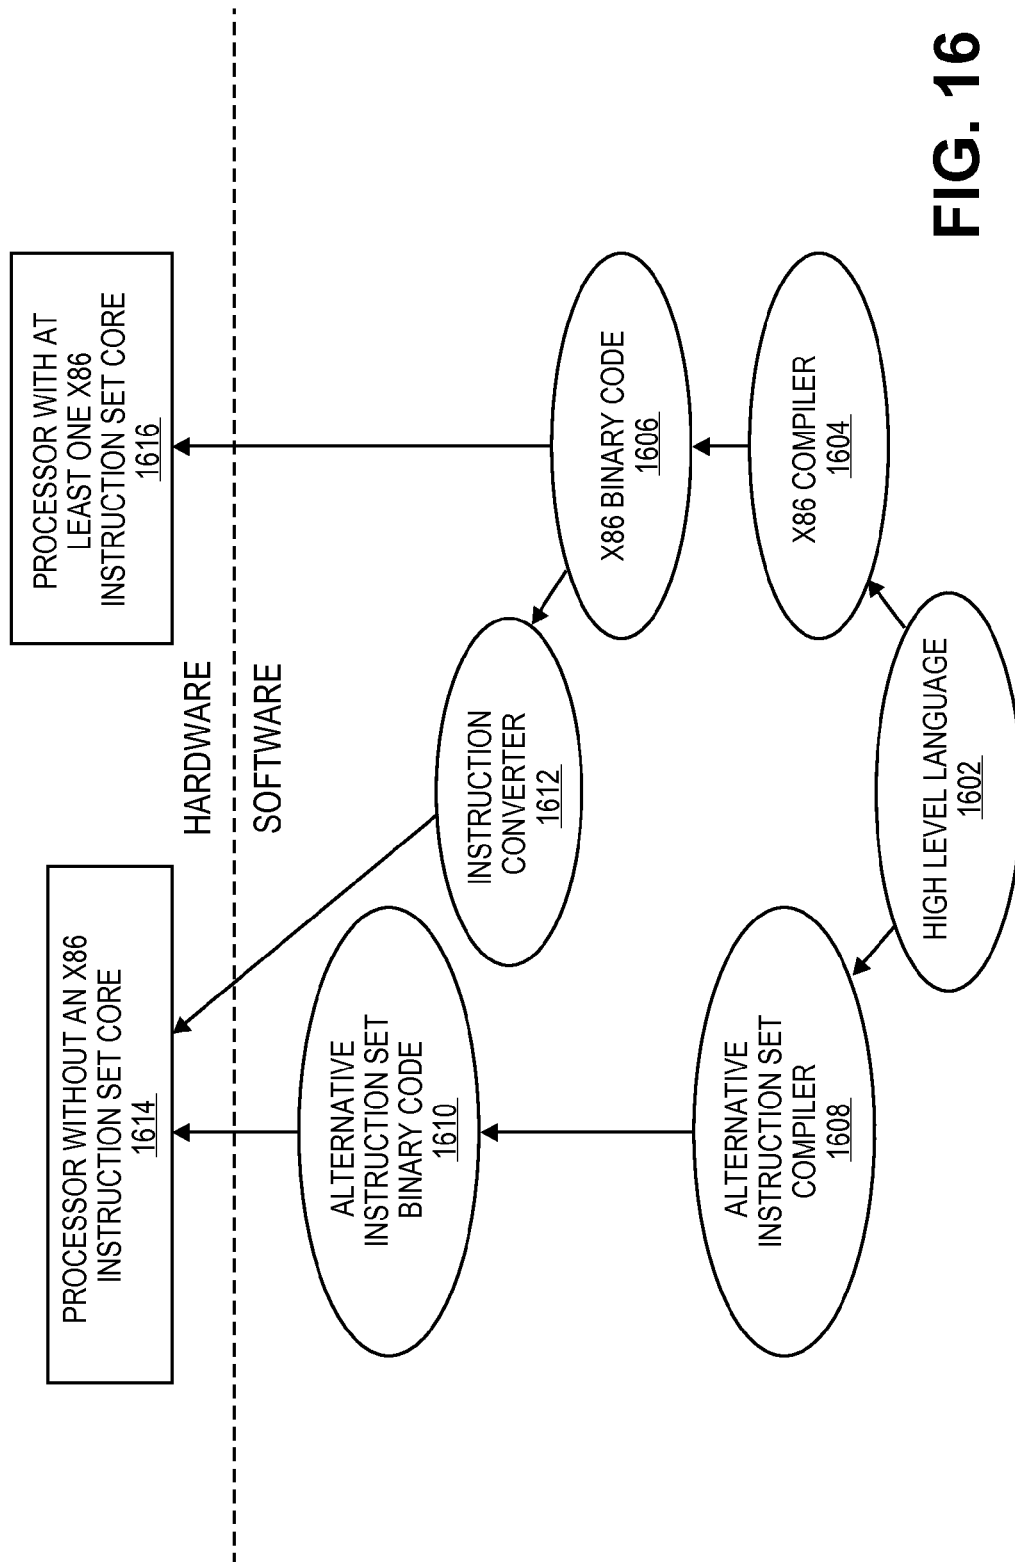 PROCESSOR WITHOUT AN X86
INSTRUCTION SET CORE
1614
PROCESSOR WITH AT
LEAST ONE X86
INSTRUCTION SET CORE
1616
HARDWARE
SOFTWARE
ALTERNATIVE
INSTRUCTION SET
BINARY CODE
1610
INSTRUCTION
CONVERTER
1612
X86 BINARY CODE
1606
ALTERNATIVE
INSTRUCTION SET
COMPILER
1608
X86 COMPILER
1604
HIGH LEVEL LANGUAGE
1602
FIG. 16